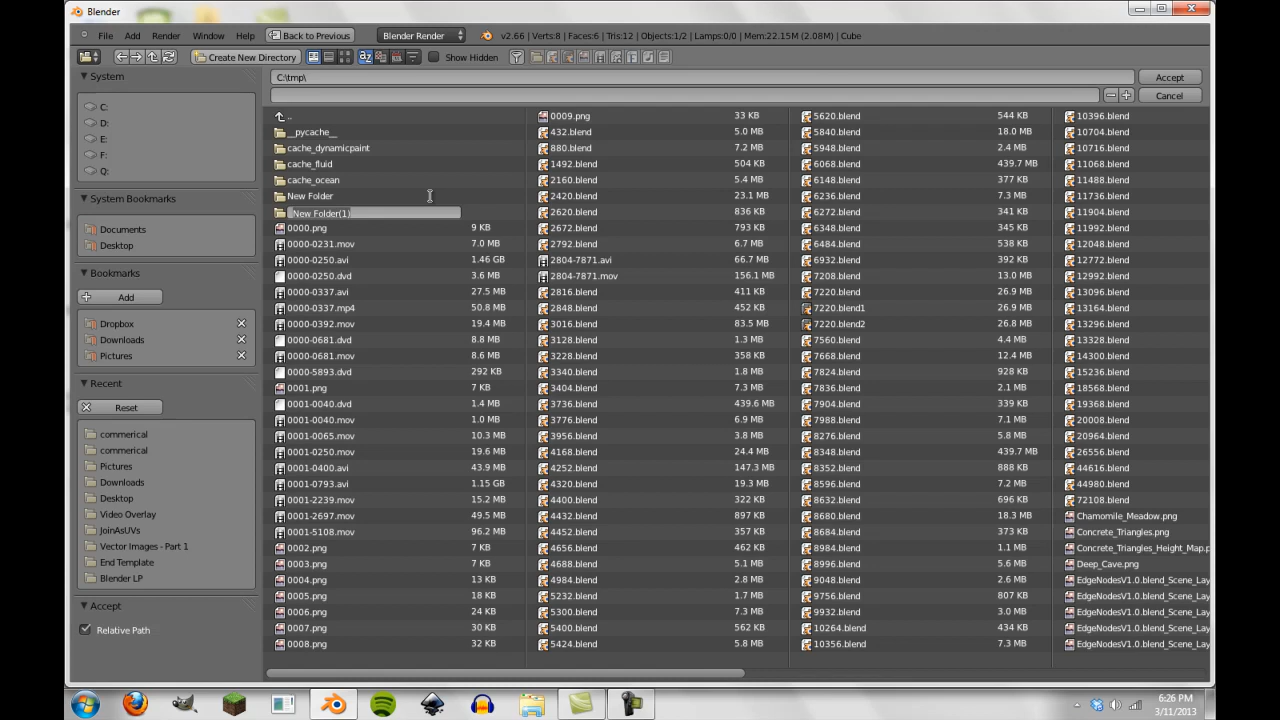 Blender
File Add Render Window Help Back to Previous Blender Render v2.66 | Verts:8 | Faces:6 | Tris:12 | Objects:1/2 | Lamps:0/0 | Mem:22.15M (2.08M) | Cube
Create New Directory Show Hidden
System
C:
D:
E:
F:
Q:
System Bookmarks
Documents
Desktop
Bookmarks
Add
Dropbox
Downloads
Pictures
Recent
Reset
commerical
commerical
Pictures
Downloads
Desktop
Video Overlay
JoinAsUVs
Vector Images - Part 1
End Template
Blender LP
Accept
Relative Path
C:\tmp\
Accept
Cancel
..
__pycache__
cache_dynamicpaint
cache_fluid
cache_ocean
New Folder
New Folder(1)
0000.png 9 KB
0000-0231.mov 7.0 MB
0000-0250.avi 1.46 GB
0000-0250.dvd 3.6 MB
0000-0337.avi 27.5 MB
0000-0337.mp4 50.8 MB
0000-0392.mov 19.4 MB
0000-0681.dvd 8.8 MB
0000-0681.mov 8.6 MB
0000-5893.dvd 292 KB
0001.png 7 KB
0001-0040.dvd 1.4 MB
0001-0040.mov 1.0 MB
0001-0065.mov 10.3 MB
0001-0250.mov 19.6 MB
0001-0400.avi 43.9 MB
0001-0793.avi 1.15 GB
0001-2239.mov 15.2 MB
0001-2697.mov 49.5 MB
0001-5108.mov 96.2 MB
0002.png 7 KB
0003.png 7 KB
0004.png 13 KB
0005.png 18 KB
0006.png 24 KB
0007.png 30 KB
0008.png 32 KB
0009.png 33 KB
432.blend 5.0 MB
880.blend 7.2 MB
1492.blend 504 KB
2160.blend 5.4 MB
2420.blend 23.1 MB
2620.blend 836 KB
2672.blend 793 KB
2792.blend 6.7 MB
2804-7871.avi 66.7 MB
2804-7871.mov 156.1 MB
2816.blend 411 KB
2848.blend 452 KB
3016.blend 83.5 MB
3128.blend 1.3 MB
3228.blend 358 KB
3340.blend 1.8 MB
3404.blend 7.3 MB
3736.blend 439.6 MB
3776.blend 6.9 MB
3956.blend 3.8 MB
4168.blend 24.4 MB
4252.blend 147.3 MB
4320.blend 19.3 MB
4400.blend 322 KB
4432.blend 897 KB
4452.blend 357 KB
4656.blend 462 KB
4688.blend 5.1 MB
4984.blend 2.8 MB
5232.blend 1.7 MB
5300.blend 7.3 MB
5400.blend 562 KB
5424.blend 5.8 MB
5620.blend 544 KB
5840.blend 18.0 MB
5948.blend 2.4 MB
6068.blend 439.7 MB
6148.blend 377 KB
6236.blend 7.3 MB
6272.blend 341 KB
6348.blend 345 KB
6484.blend 538 KB
6932.blend 392 KB
7208.blend 13.0 MB
7220.blend 26.9 MB
7220.blend1 26.9 MB
7220.blend2 26.8 MB
7560.blend 4.4 MB
7668.blend 12.4 MB
7824.blend 928 KB
7836.blend 2.1 MB
7904.blend 339 KB
7988.blend 7.1 MB
8276.blend 5.8 MB
8348.blend 439.7 MB
8352.blend 888 KB
8596.blend 7.2 MB
8632.blend 696 KB
8680.blend 18.3 MB
8684.blend 373 KB
8984.blend 1.1 MB
8996.blend 5.6 MB
9048.blend 2.6 MB
9756.blend 807 KB
9932.blend 3.0 MB
10264.blend 434 KB
10356.blend 7.3 MB
10396.blend
10704.blend
10716.blend
11068.blend
11488.blend
11736.blend
11904.blend
11992.blend
12048.blend
12772.blend
12992.blend
13096.blend
13164.blend
13296.blend
13328.blend
14300.blend
15236.blend
18568.blend
19368.blend
20008.blend
20964.blend
26556.blend
44616.blend
44980.blend
72108.blend
Chamomile_Meadow.png
Concrete_Triangles.png
Concrete_Triangles_Height_Map.p
Deep_Cave.png
EdgeNodesV1.0.blend_Scene_Lay
EdgeNodesV1.0.blend_Scene_Lay
EdgeNodesV1.0.blend_Scene_Lay
EdgeNodesV1.0.blend_Scene_Lay
EdgeNodesV1.0.blend_Scene_Lay
6:26 PM
3/11/2013